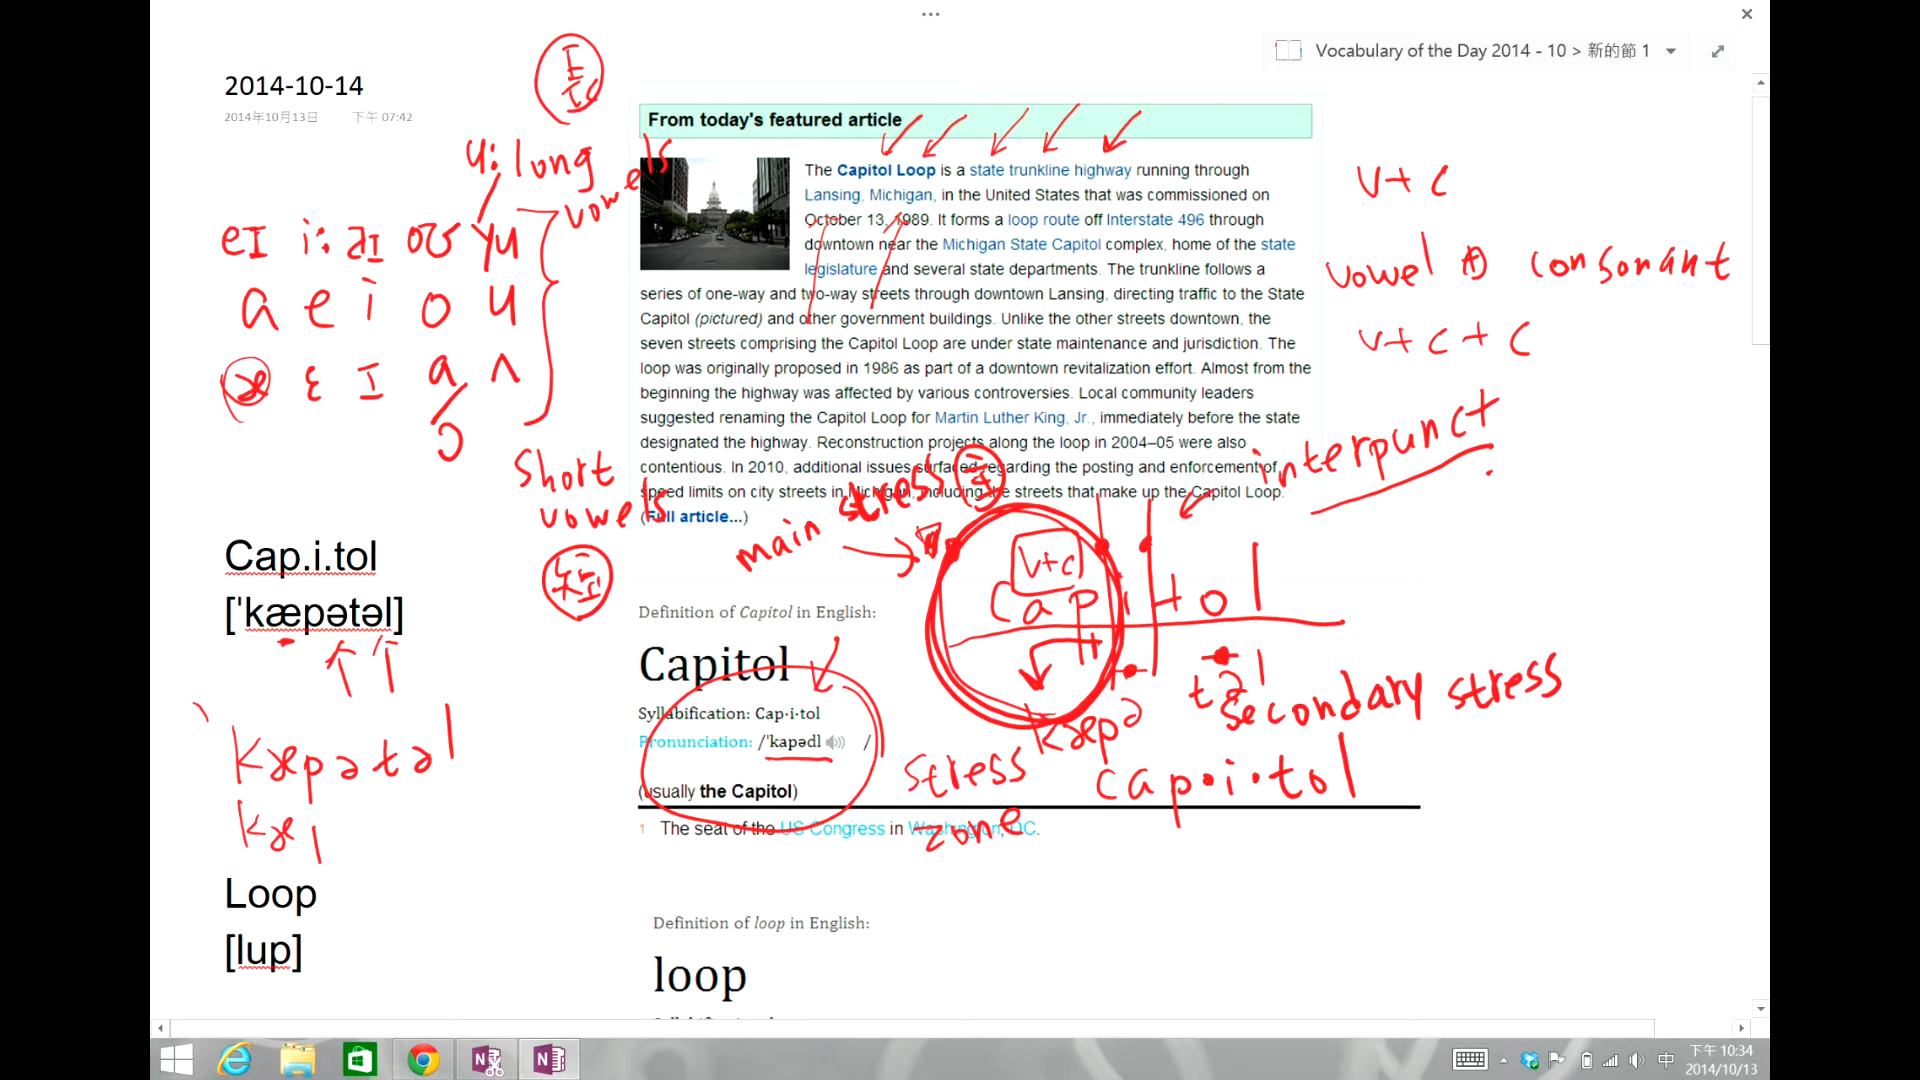 Vocabulary of the Day 2014 - 10 > 新的節 1
2014-10-14
2014年10月13日 下午 07:42
u: long vowels
eɪ i: aɪ oʊ yu
a e i o u
æ ɛ ɪ a ʌ
ɔ
short vowels
短
Cap.i.tol
[ˈkæpətəl]
kæpətəl
kæ
Loop
[lup]
From today's featured article
The Capitol Loop is a state trunkline highway running through
Lansing, Michigan, in the United States that was commissioned on
October 13, 1989. It forms a loop route off Interstate 496 through
downtown near the Michigan State Capitol complex, home of the state
legislature and several state departments. The trunkline follows a
series of one-way and two-way streets through downtown Lansing, directing traffic to the State
Capitol (pictured) and other government buildings. Unlike the other streets downtown, the
seven streets comprising the Capitol Loop are under state maintenance and jurisdiction. The
loop was originally proposed in 1986 as part of a downtown revitalization effort. Almost from the
beginning the highway was affected by various controversies. Local community leaders
suggested renaming the Capitol Loop for Martin Luther King, Jr., immediately before the state
designated the highway. Reconstruction projects along the loop in 2004–05 were also
contentious. In 2010, additional issues surfaced regarding the posting and enforcement of
speed limits on city streets in Michigan, including the streets that make up the Capitol Loop.
(Full article...)
v + c
vowel + consonant
v + c + c
interpunct
main stress
v+c
Capitol
kæp ə təl
secondary stress
stress zone
cap·i·tol
Definition of Capitol in English:
Capitol
Syllabification: Cap·i·tol
Pronunciation: /ˈkapədl /
(usually the Capitol)
1 The seat of the US Congress in Washington, DC.
Definition of loop in English:
loop
中
下午 10:34
2014/10/13